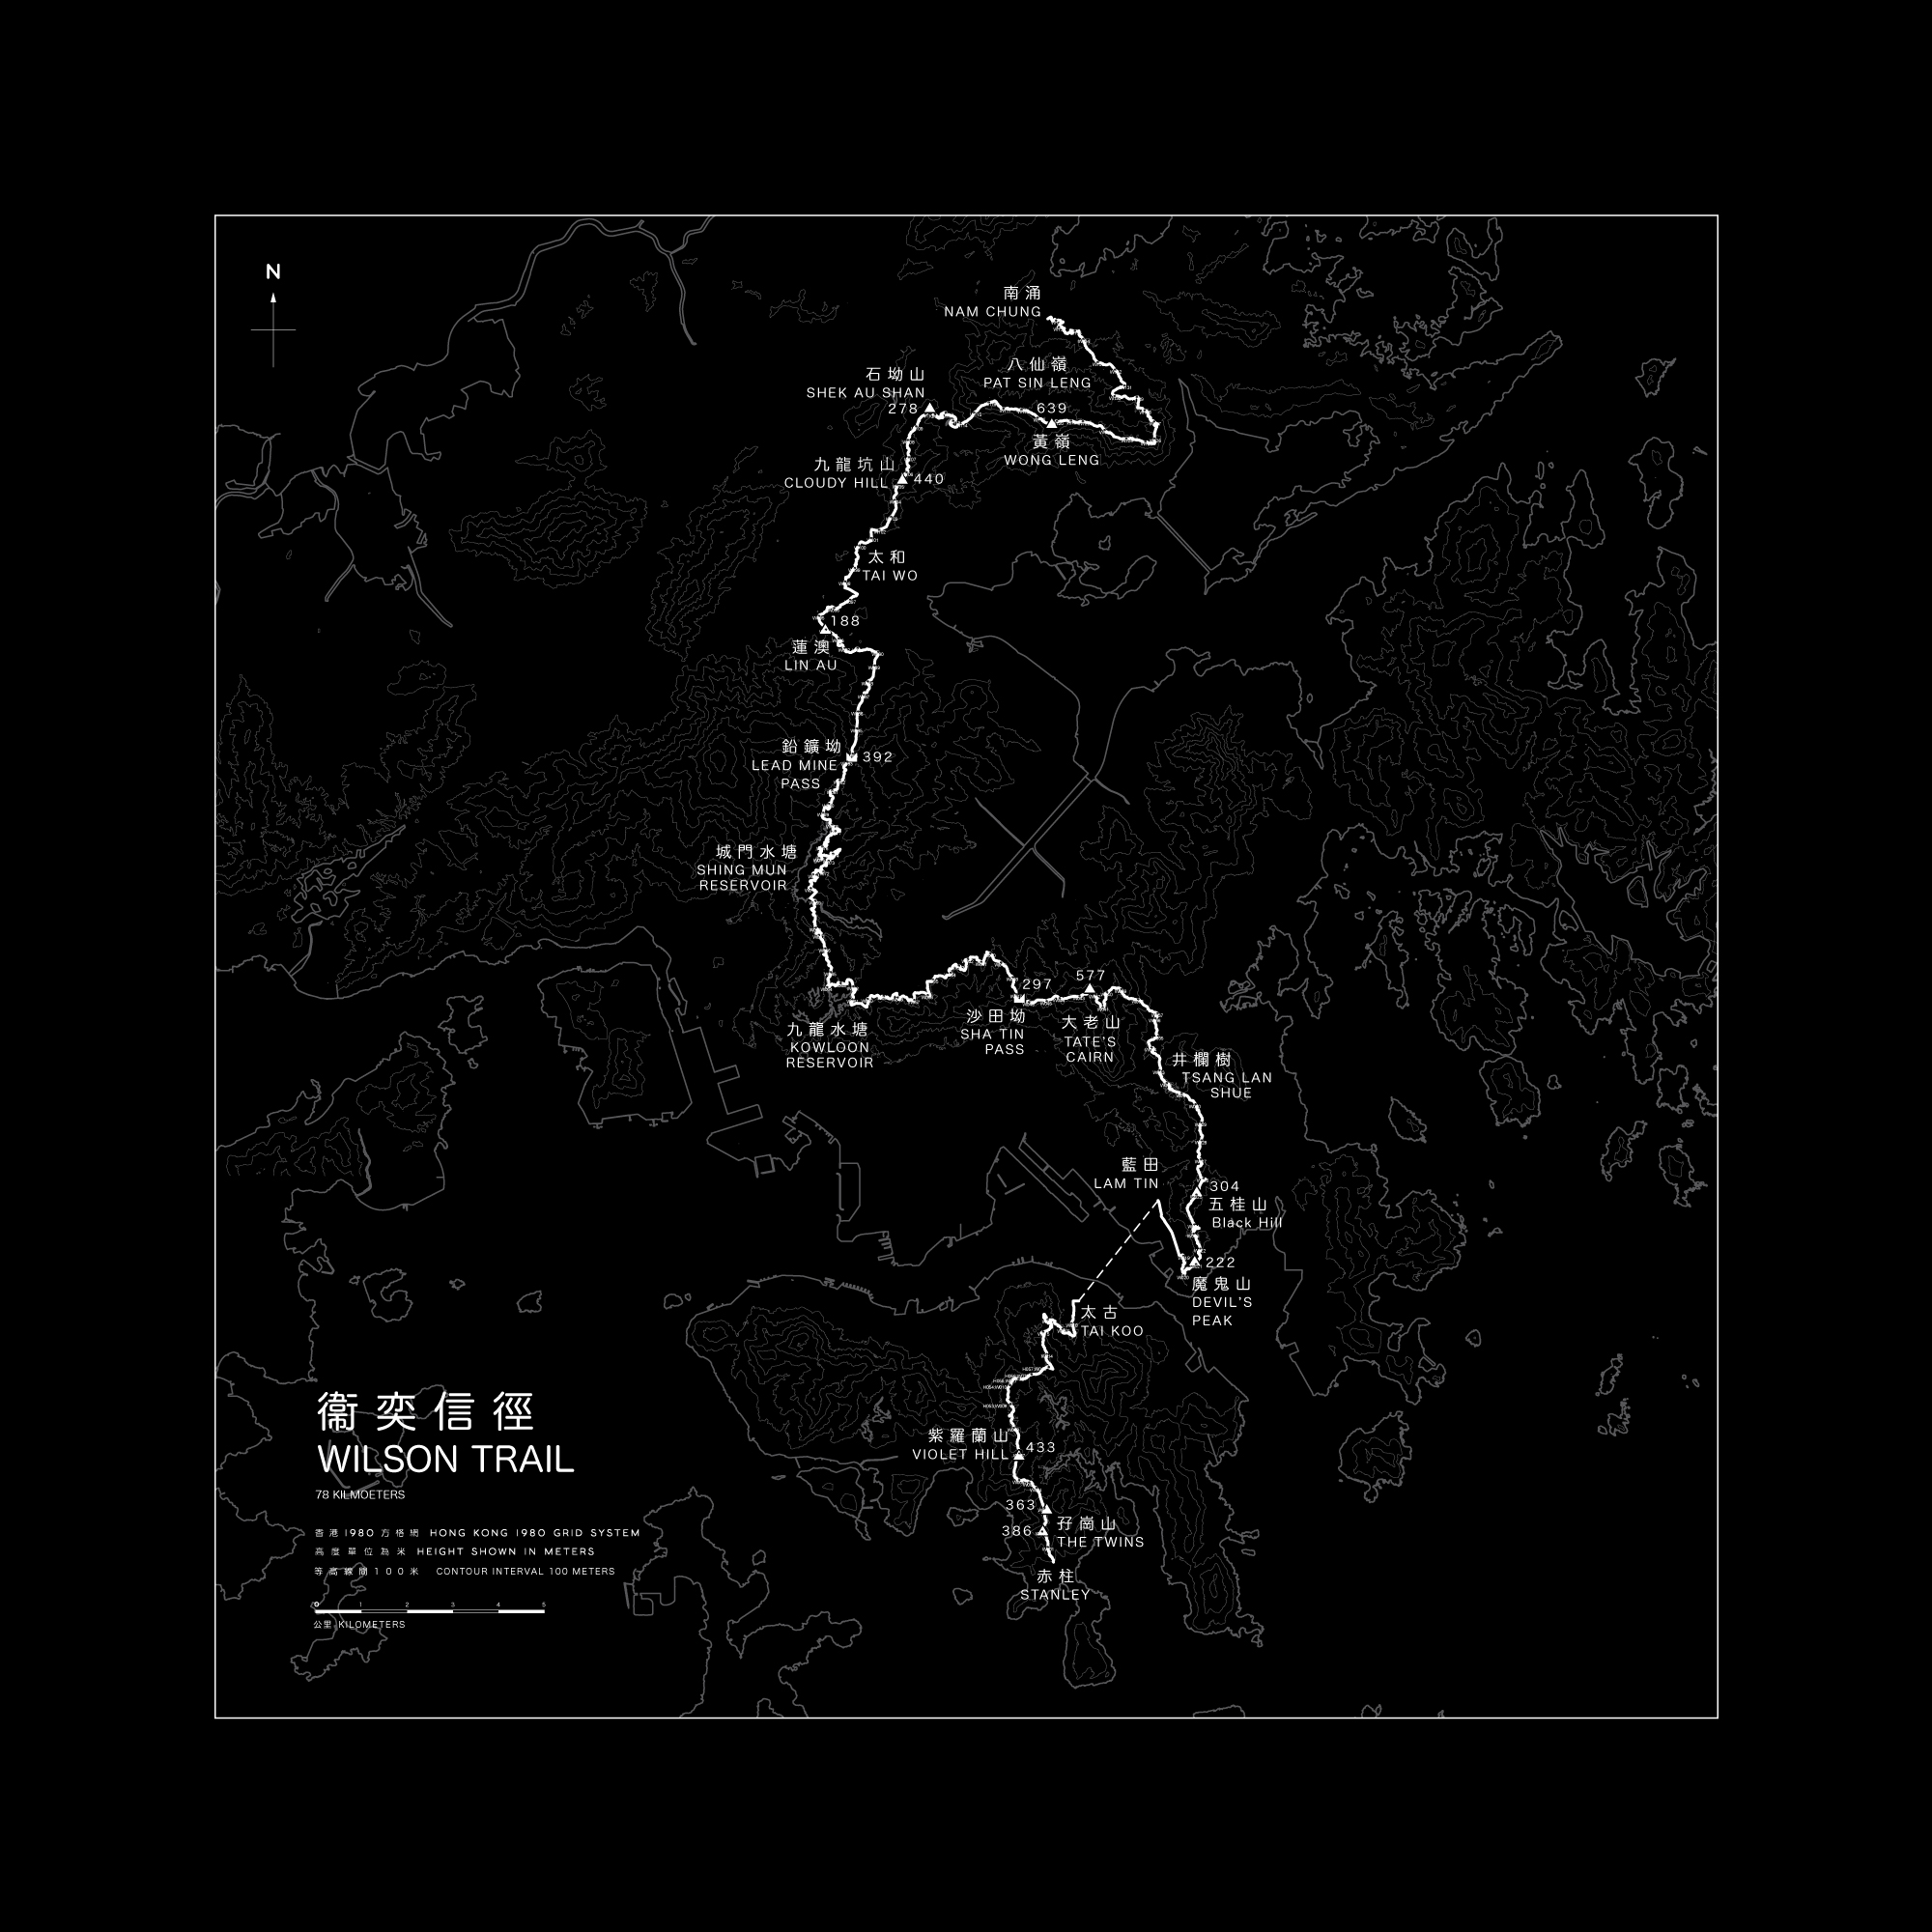 N
南涌
NAM CHUNG
八仙嶺
PAT SIN LENG
石坳山
SHEK AU SHAN
278
639
黃嶺
WONG LENG
九龍坑山
CLOUDY HILL
440
太和
TAI WO
188
蓮澳
LIN AU
鉛鑛坳
LEAD MINE
PASS
392
城門水塘
SHING MUN
RESERVOIR
577
297
沙田坳
SHA TIN
PASS
大老山
TATE'S
CAIRN
九龍水塘
KOWLOON
RESERVOIR
井欄樹
TSANG LAN
SHUE
藍田
LAM TIN
304
五桂山
Black Hill
222
魔鬼山
DEVIL'S
PEAK
太古
TAI KOO
紫羅蘭山
VIOLET HILL
433
363
386
孖崗山
THE TWINS
赤柱
STANLEY
衞奕信徑
WILSON TRAIL
78 KILMOETERS
香港1980方格網 HONG KONG 1980 GRID SYSTEM
高度單位為米 HEIGHT SHOWN IN METERS
等高線間100米 CONTOUR INTERVAL 100 METERS
0 1 2 3 4 5
公里 KILOMETERS